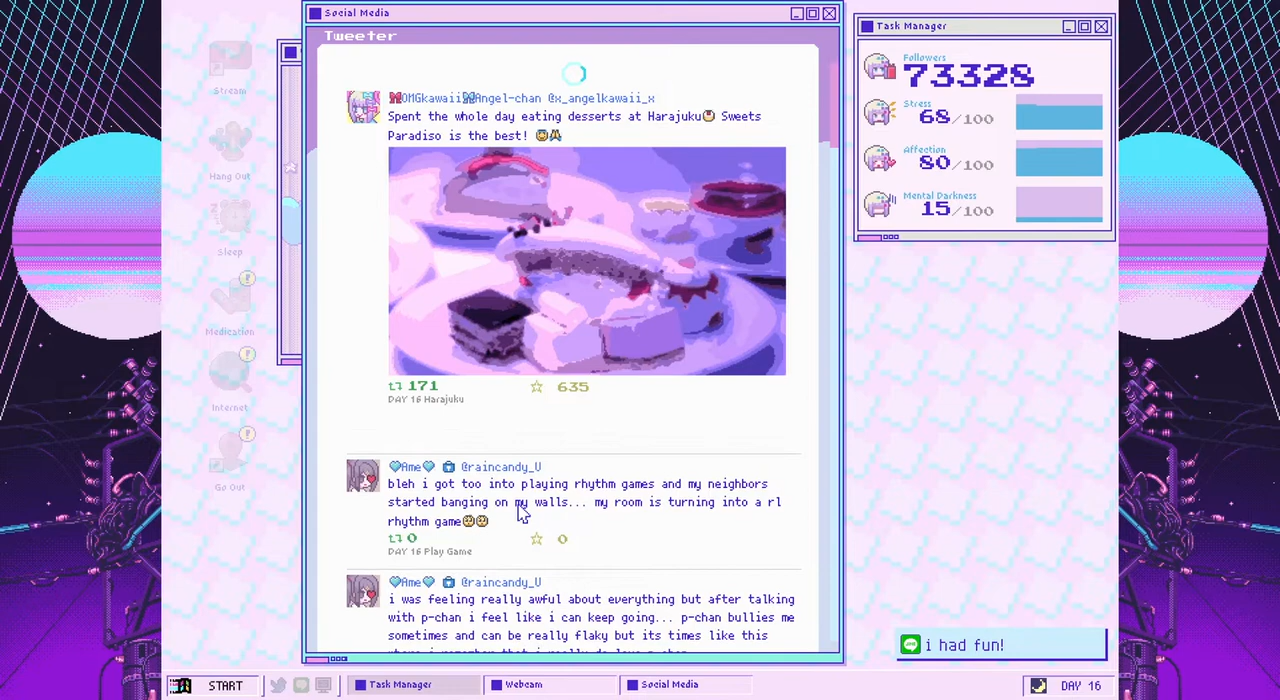 Social Media
Tweeter
🎀OMGkawaii🎀Angel-chan @x_angelkawaii_x
Spent the whole day eating desserts at Harajuku Sweets
Paradiso is the best! 😇🙏
171 635
DAY 16 Harajuku
🩵Ame🩵 @raincandy_U
bleh i got too into playing rhythm games and my neighbors
started banging on my walls... my room is turning into a rl
rhythm game🥺🥺
0 0
DAY 16 Play Game
🩵Ame🩵 @raincandy_U
i was feeling really awful about everything but after talking
with p-chan i feel like i can keep going... p-chan bullies me
sometimes and can be really flaky but its times like this
Stream
Hang Out
Sleep
Medication
Internet
Go Out
Task Manager
Followers
73328
Stress
68/100
Affection
80/100
Mental Darkness
15/100
i had fun!
START
Task Manager
Webcam
Social Media
DAY 16